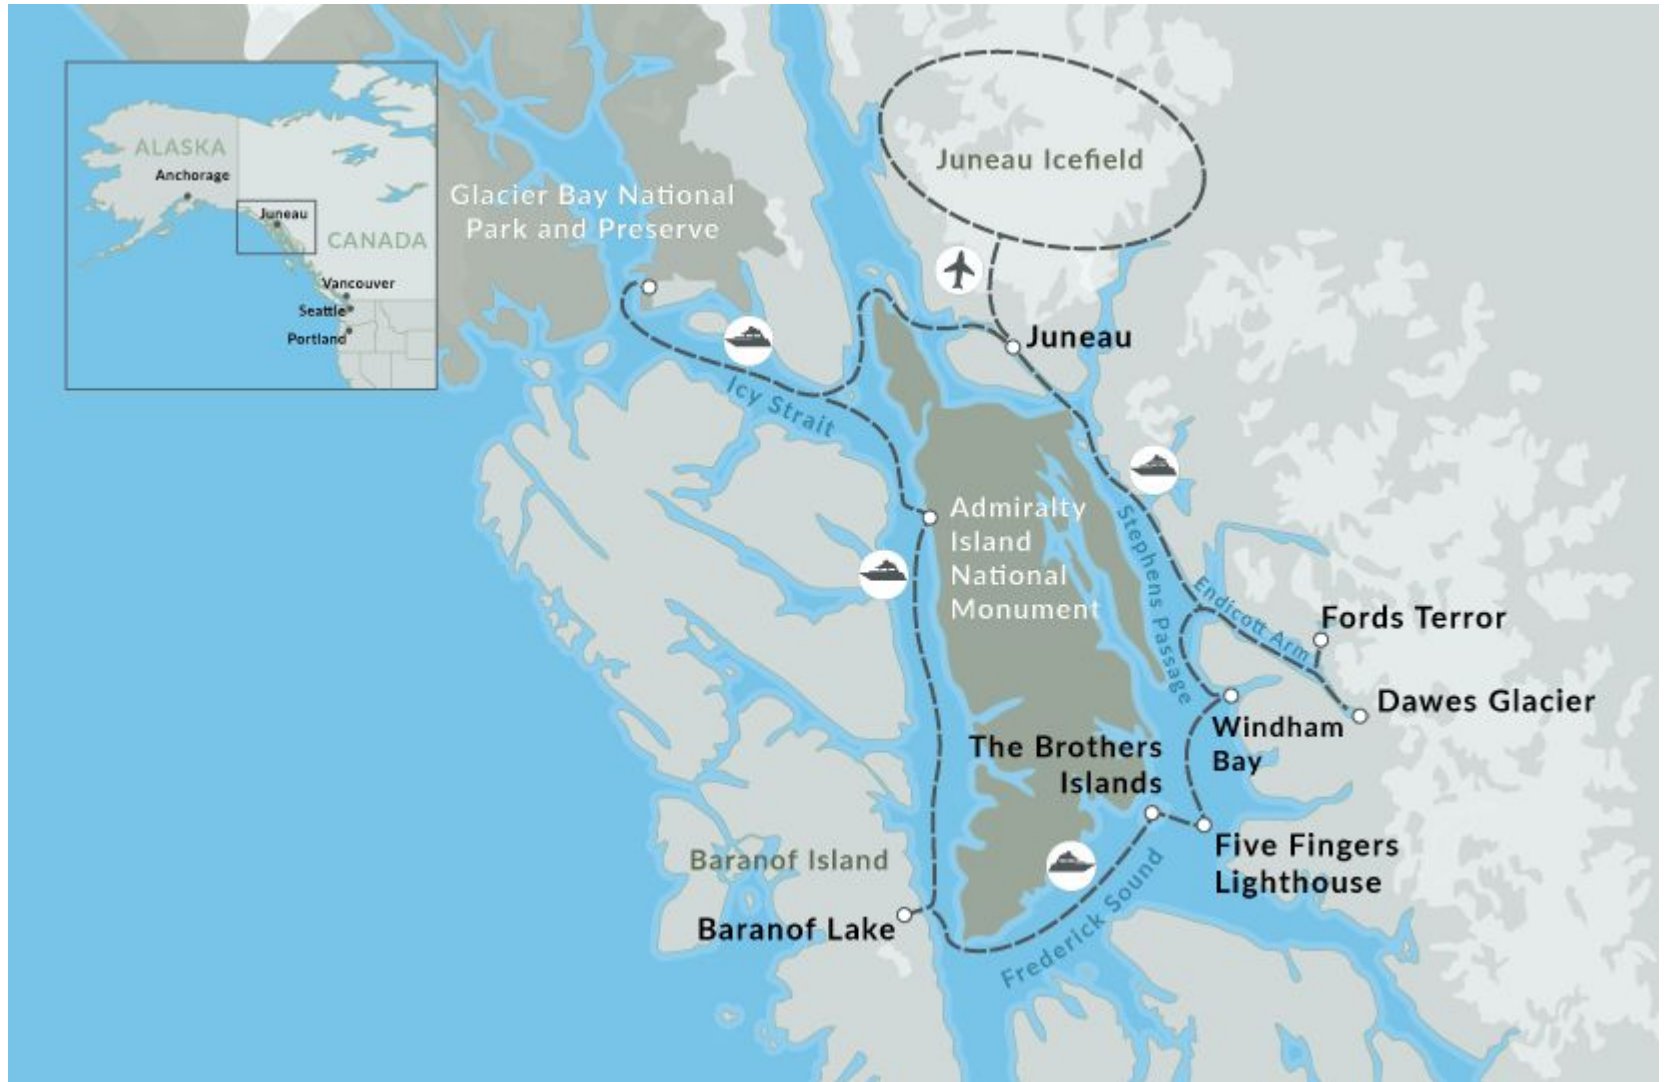 ALASKA
Anchorage
Juneau
CANADA
Vancouver
Seattle
Portland
Glacier Bay National
Park and Preserve
Juneau Icefield
Juneau
Icy Strait
Admiralty
Island
National
Monument
Stephens Passage
Endicott Arm
Fords Terror
Dawes Glacier
Windham
Bay
The Brothers
Islands
Five Fingers
Lighthouse
Baranof Island
Baranof Lake
Frederick Sound